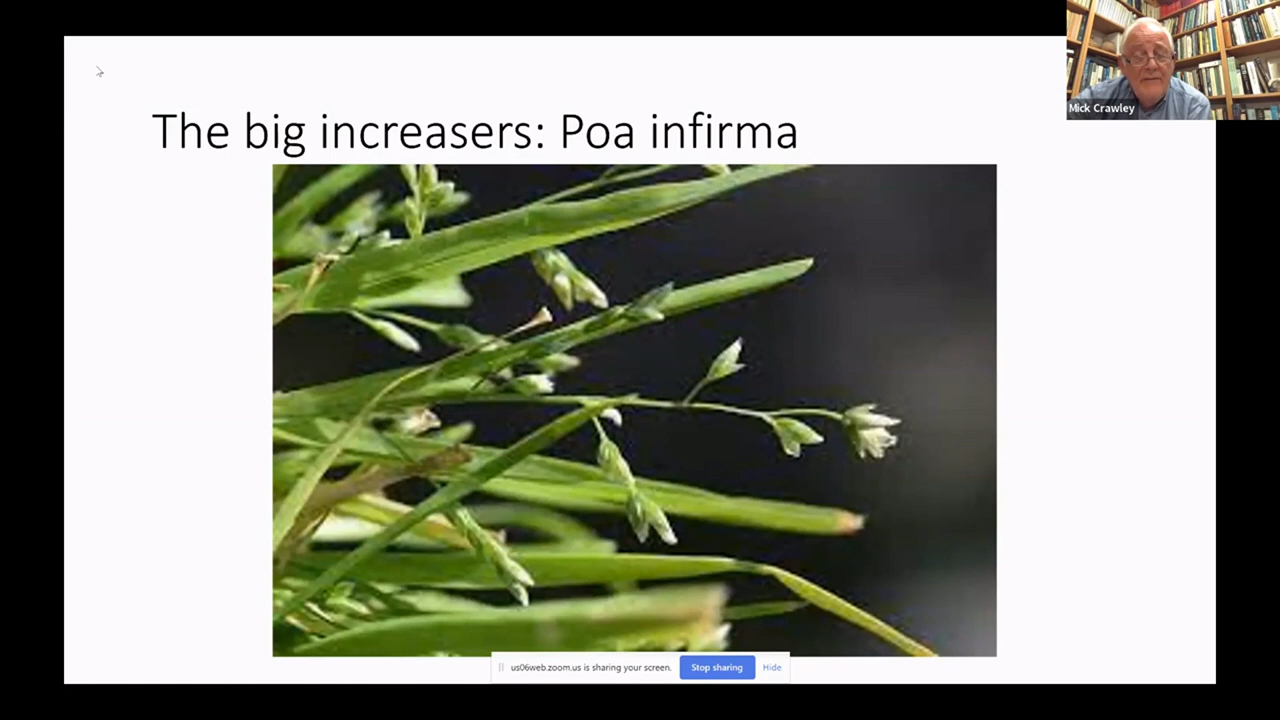 The big increasers: Poa infirma
Mick Crawley
us06web.zoom.us is sharing your screen. Stop sharing Hide